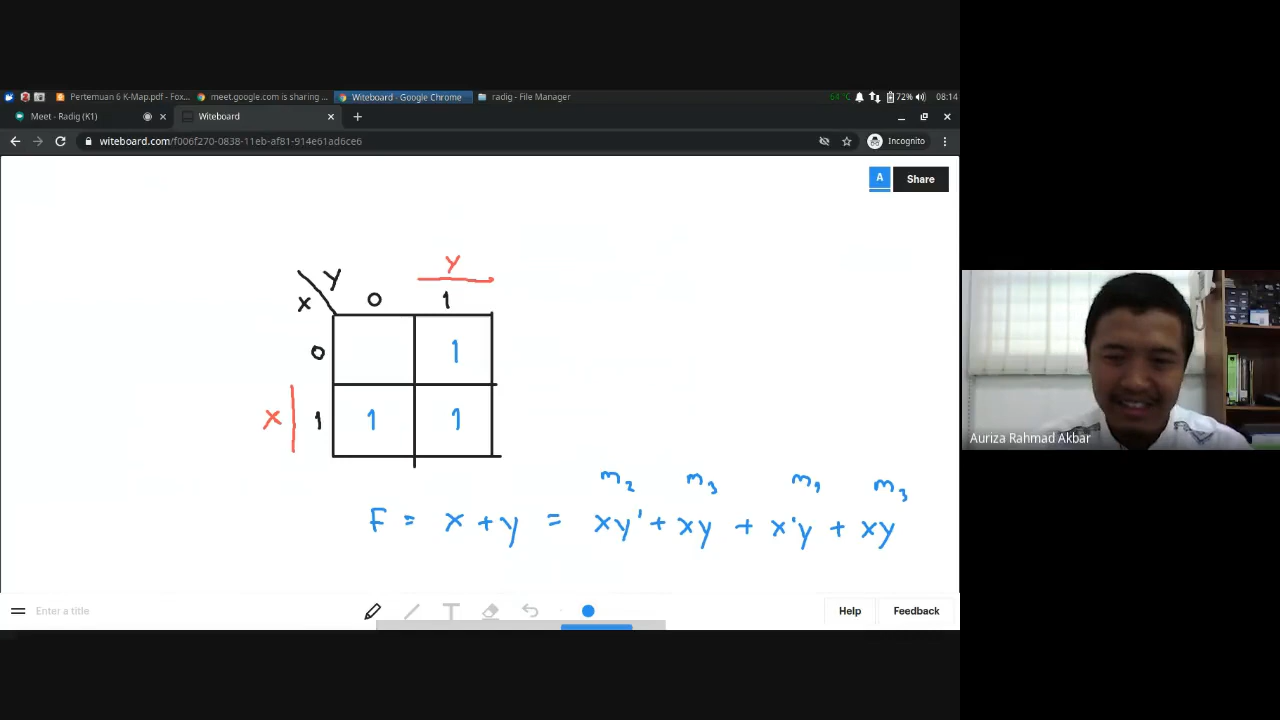 Pertemuan 6 K-Map.pdf - Fox... meet.google.com is sharing ... Witeboard - Google Chrome radig - File Manager 64 °C 72% 08:14
Meet - Radig (K1) Witeboard
witeboard.com/f006f270-0838-11eb-af81-914e61ad6ce6 Incognito
A Share
y
y
x 0 1
0 1
x 1 1 1
m₂ m₃ m₁ m₃
F = x + y = xy' + xy + x'y + xy
Auriza Rahmad Akbar
Enter a title T Help Feedback